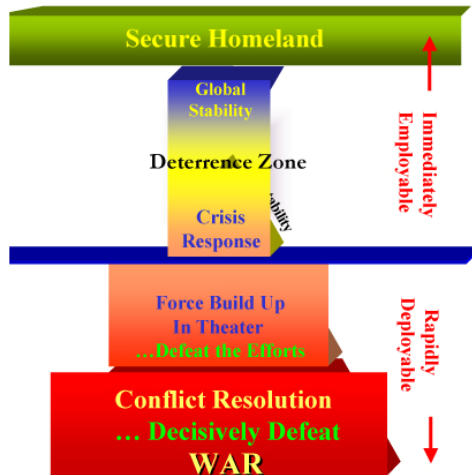 Secure Homeland
Global
Stability
Deterrence Zone
Crisis
Response
Immediately
Employable
Force Build Up
In Theater
…Defeat the Efforts
Rapidly
Deployable
Conflict Resolution
… Decisively Defeat
WAR